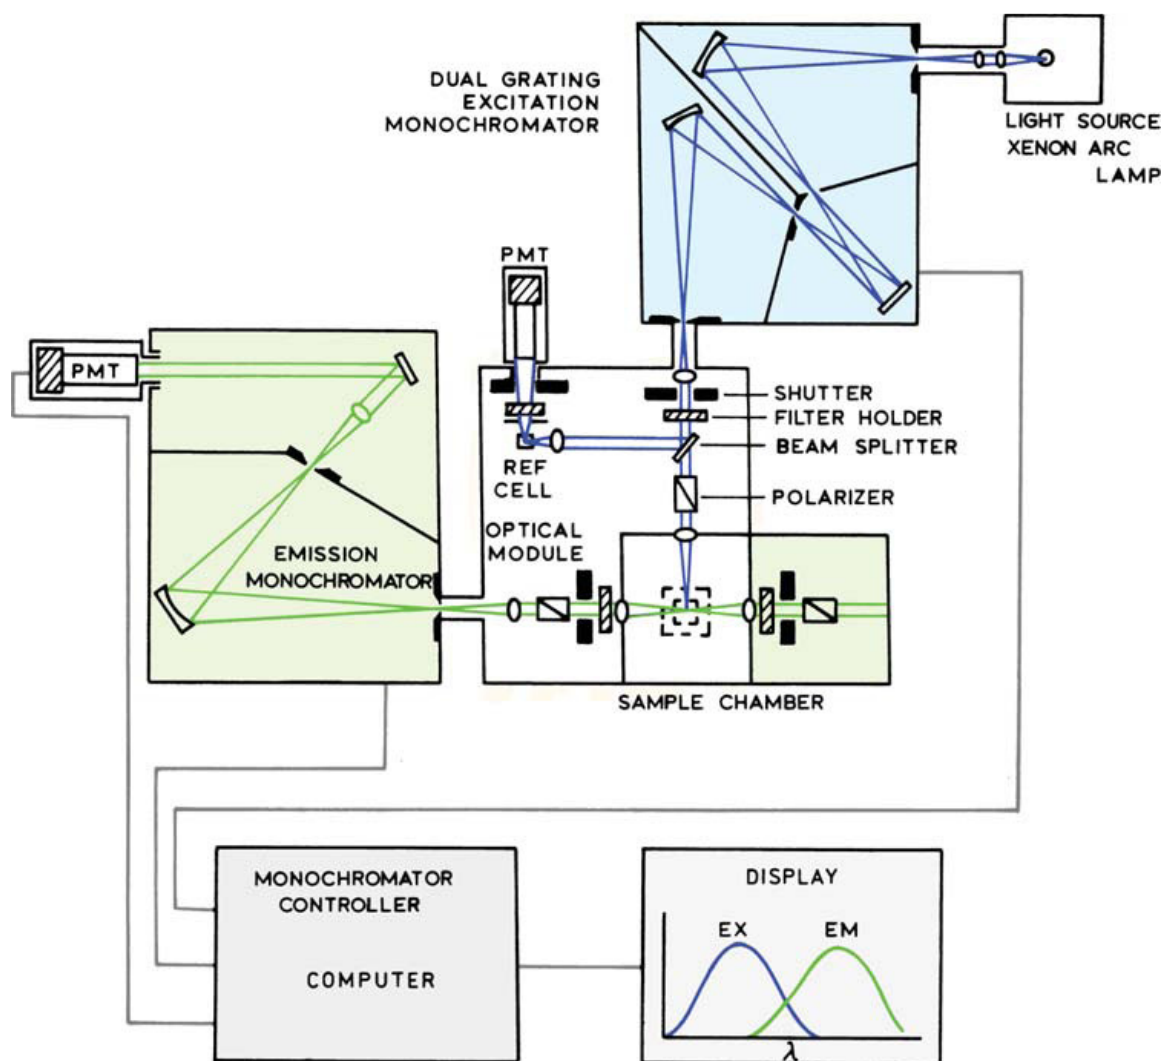 DUAL GRATING
EXCITATION
MONOCHROMATOR
LIGHT SOURCE
XENON ARC
LAMP
PMT
PMT
SHUTTER
FILTER HOLDER
BEAM SPLITTER
REF
CELL
POLARIZER
OPTICAL
MODULE
EMISSION
MONOCHROMATOR
SAMPLE CHAMBER
MONOCHROMATOR
CONTROLLER
COMPUTER
DISPLAY
EX EM
λ